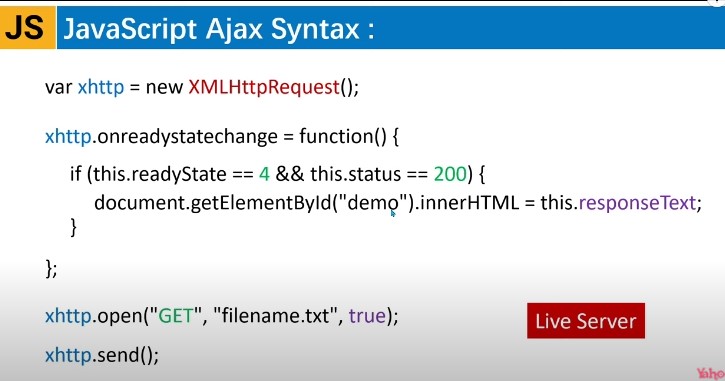 JS JavaScript Ajax Syntax :
var xhttp = new XMLHttpRequest();
xhttp.onreadystatechange = function() {
if (this.readyState == 4 && this.status == 200) {
document.getElementById("demo").innerHTML = this.responseText;
}
};
xhttp.open("GET", "filename.txt", true);
Live Server
xhttp.send();